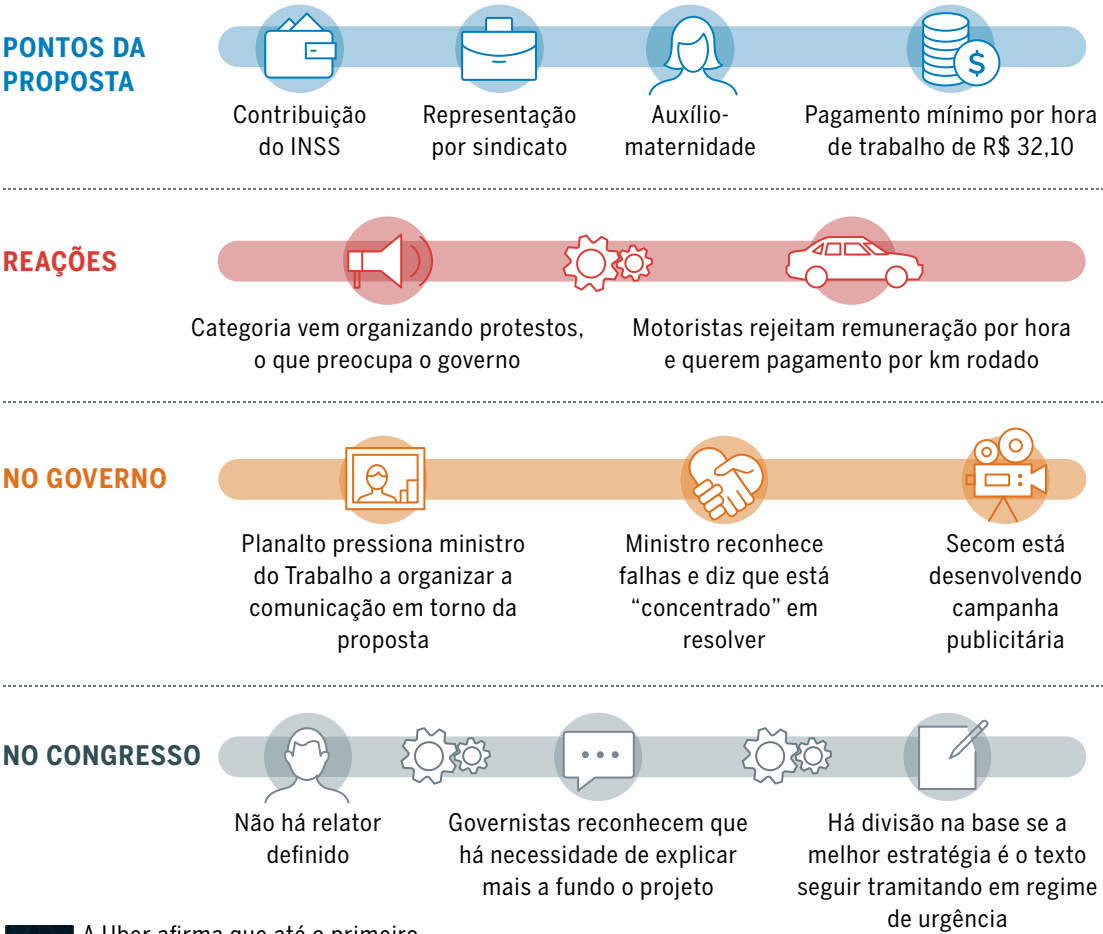 PONTOS DA
PROPOSTA
$
Contribuição
do INSS
Representação
por sindicato
Auxílio-
maternidade
Pagamento mínimo por hora
de trabalho de R$ 32,10
REAÇÕES
Categoria vem organizando protestos,
o que preocupa o governo
Motoristas rejeitam remuneração por hora
e querem pagamento por km rodado
NO GOVERNO
Planalto pressiona ministro
do Trabalho a organizar a
comunicação em torno da
proposta
Ministro reconhece
falhas e diz que está
“concentrado” em
resolver
Secom está
desenvolvendo
campanha
publicitária
NO CONGRESSO
Não há relator
definido
Governistas reconhecem que
há necessidade de explicar
mais a fundo o projeto
Há divisão na base se a
melhor estratégia é o texto
seguir tramitando em regime
de urgência
A Uber afirma que até o primeiro